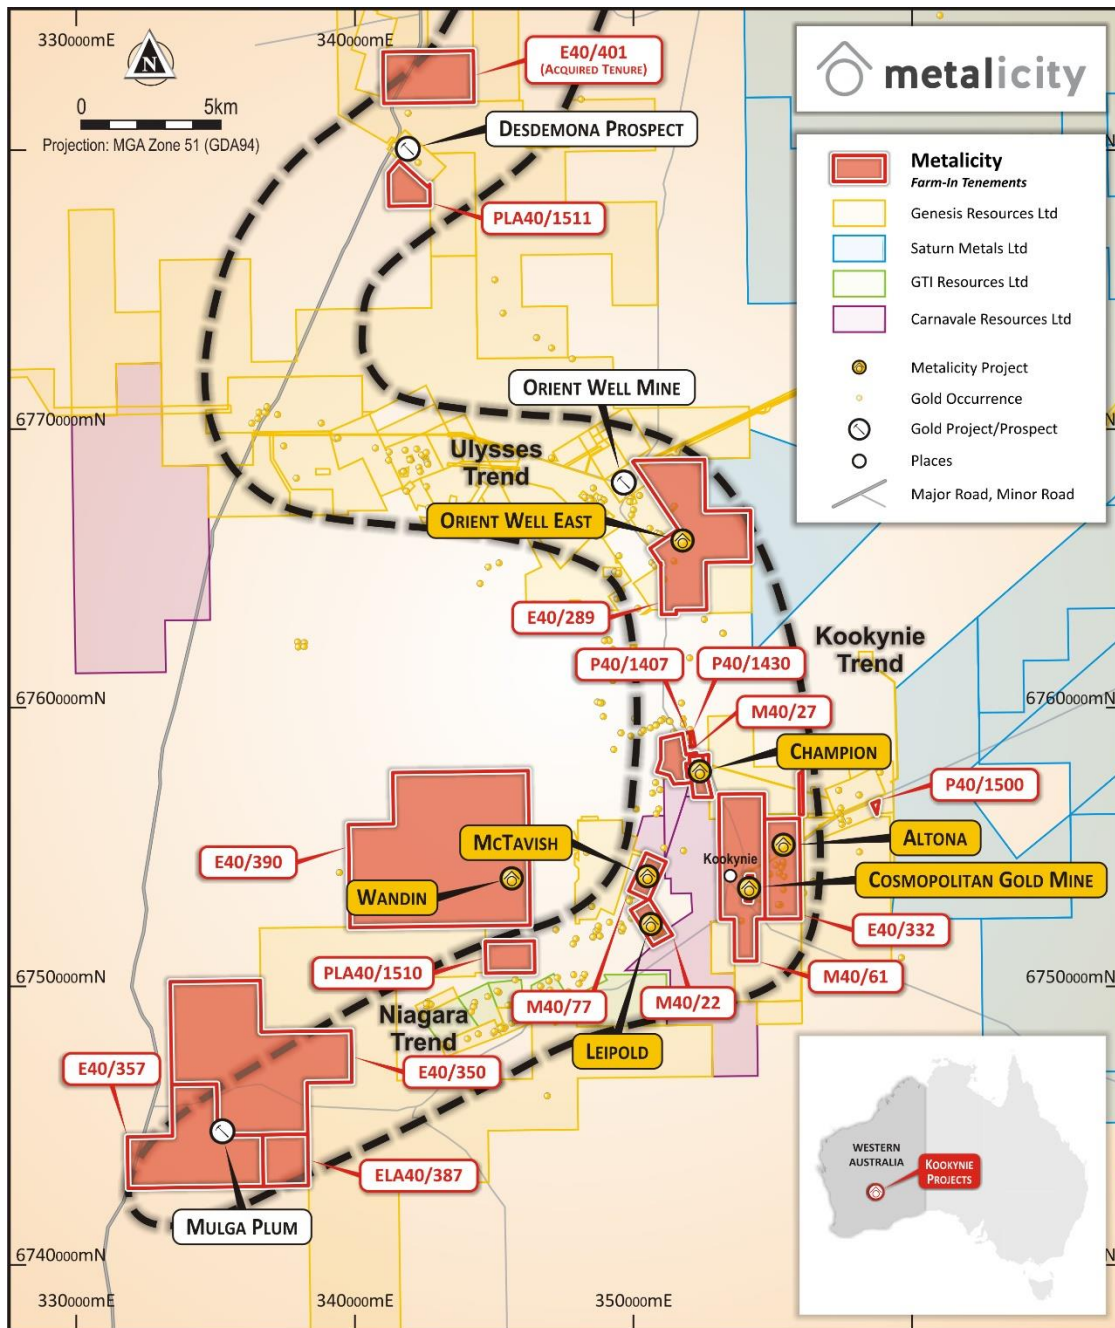 330000mE
340000mE
N
0 5km
Projection: MGA Zone 51 (GDA94)
E40/401
(Acquired Tenure)
Desdemona Prospect
PLA40/1511
metalicity
Metalicity
Farm-In Tenements
Genesis Resources Ltd
Saturn Metals Ltd
GTI Resources Ltd
Carnavale Resources Ltd
Metalicity Project
Gold Occurrence
Gold Project/Prospect
Places
Major Road, Minor Road
Orient Well Mine
6770000mN
Ulysses
Trend
Orient Well East
E40/289
Kookynie
Trend
P40/1407
P40/1430
M40/27
6760000mN
6760000mN
Champion
P40/1500
McTavish
Altona
E40/390
Kookynie
Wandin
Cosmopolitan Gold Mine
E40/332
PLA40/1510
M40/61
6750000mN
6750000mN
M40/77
M40/22
Niagara
Trend
Leipold
E40/357
E40/350
ELA40/387
Mulga Plum
WESTERN
AUSTRALIA
Kookynie
Projects
6740000mN
330000mE
340000mE
350000mE